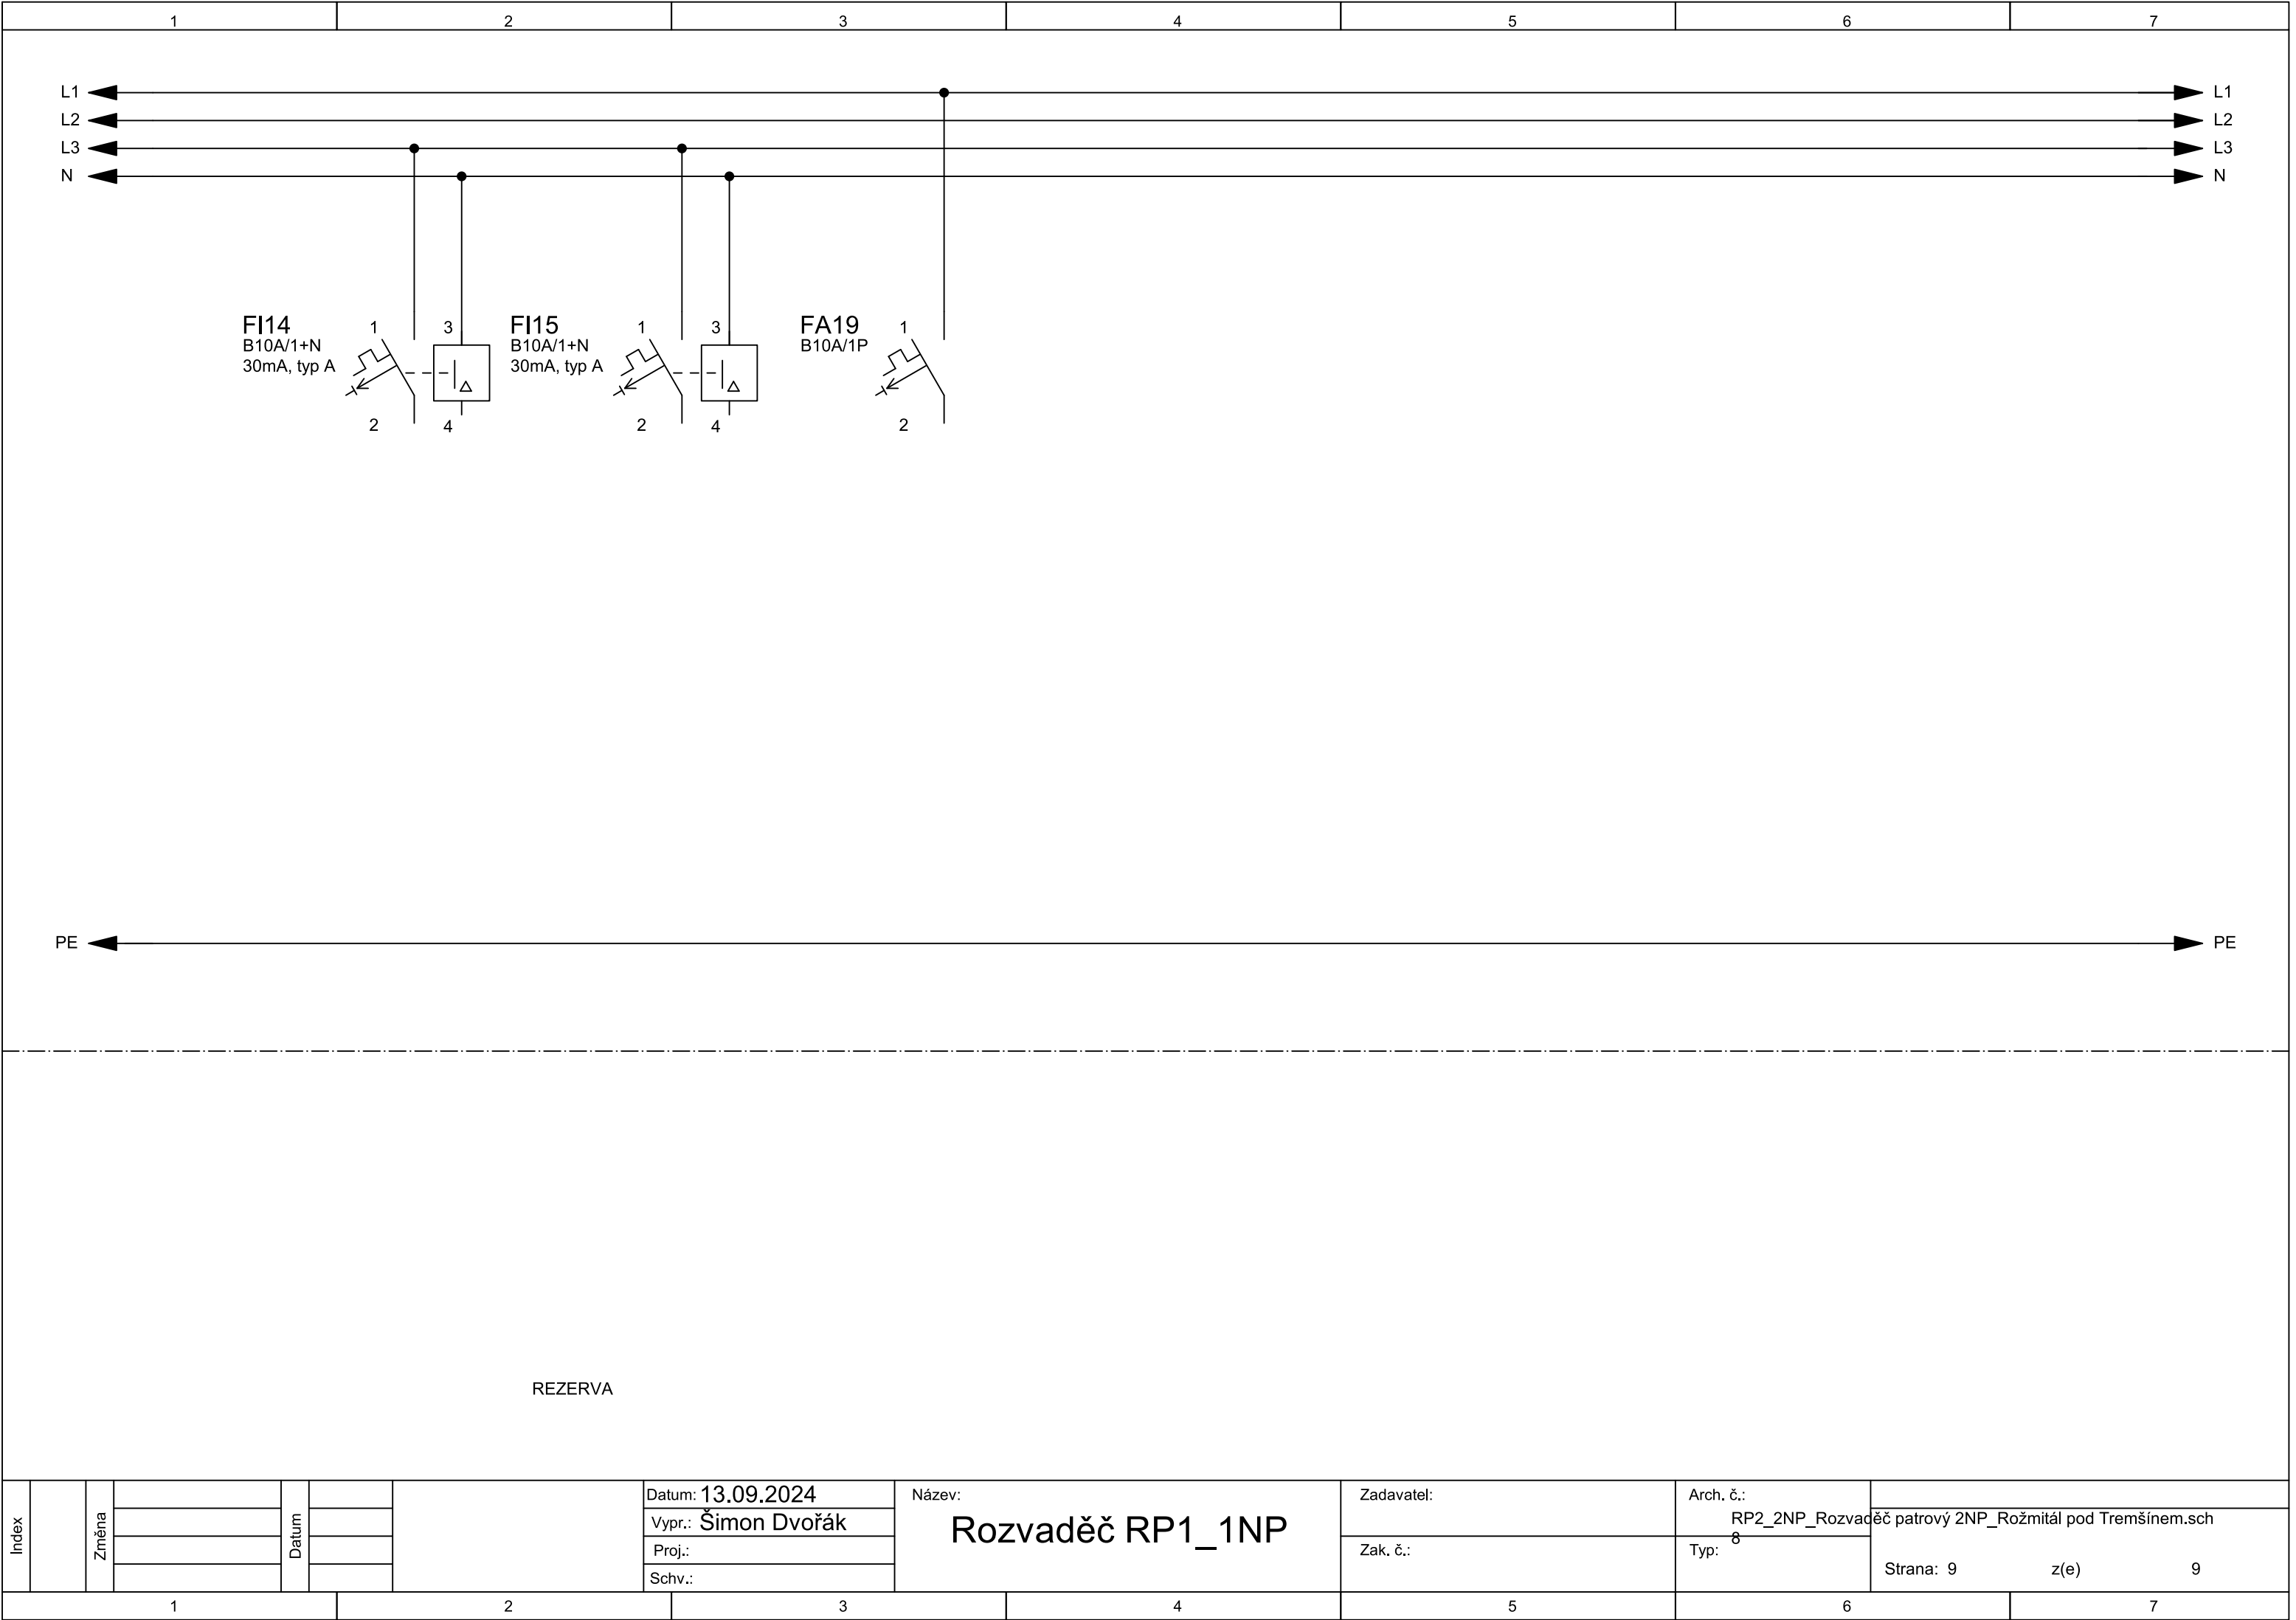 1 2 3 4 5 6 7
L1 L1
L2 L2
L3 L3
N N
FI14 1 3 FI15 1 3 FA19 1
B10A/1+N B10A/1+N B10A/1P
30mA, typ A 30mA, typ A
2 4 2 4 2
PE PE
REZERVA
Index
Změna
Datum
Datum: 13.09.2024
Vypr.: Šimon Dvořák
Proj.:
Schv.:
Název:
Rozvaděč RP1_1NP
Zadavatel:
Zak. č.:
Arch. č.:
RP2_2NP_Rozvaděč patrový 2NP_Rožmitál pod Tremšínem.sch
8
Typ:
Strana: 9 z(e) 9
1 2 3 4 5 6 7